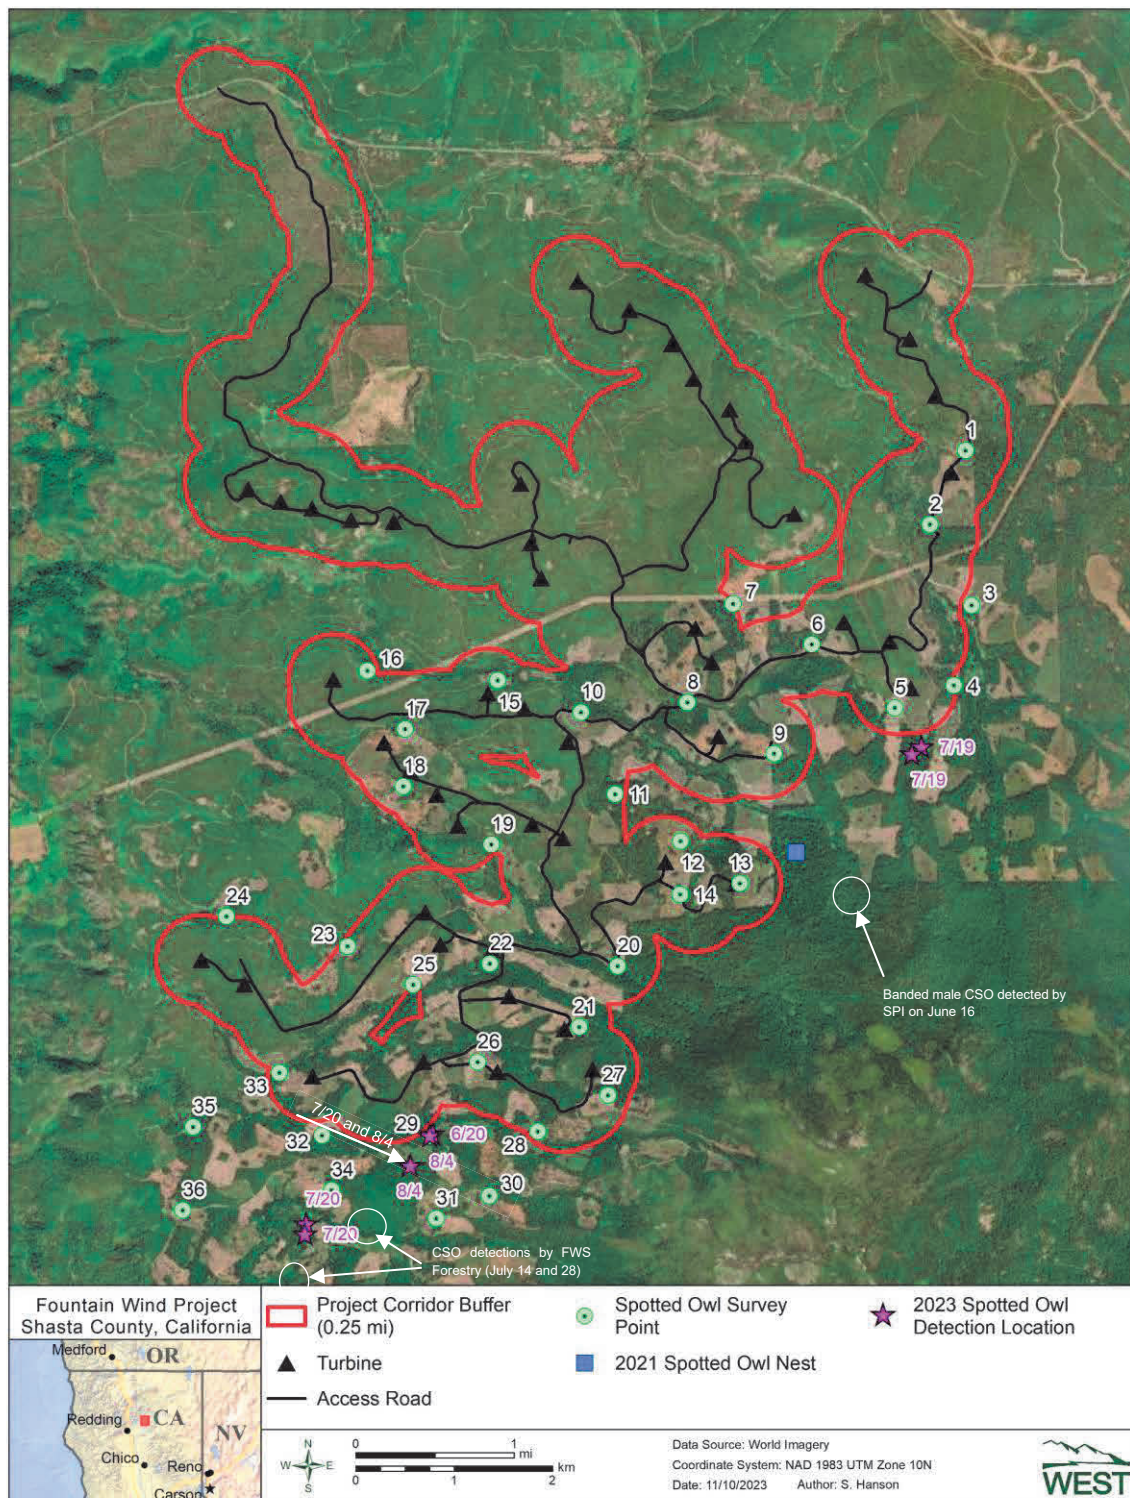 1
2
3
7
6
16
15
10
8
5
4
17
9
7/19
7/19
18
11
19
12
13
14
24
23
22
20
25
Banded male CSO detected by
SPI on June 16
21
26
27
33
7/20 and 8/4
35
29
6/20
32
28
8/4
34
8/4
30
36
7/20
31
7/20
CSO detections by FWS
Forestry (July 14 and 28)
Fountain Wind Project
Shasta County, California
Medford
OR
Redding
CA
NV
Chico
Reno
Carson
Project Corridor Buffer
(0.25 mi)
Turbine
Access Road
Spotted Owl Survey
Point
2021 Spotted Owl Nest
2023 Spotted Owl
Detection Location
N
W
E
S
0
1
mi
km
0
1
2
Data Source: World Imagery
Coordinate System: NAD 1983 UTM Zone 10N
Date: 11/10/2023 Author: S. Hanson
WEST